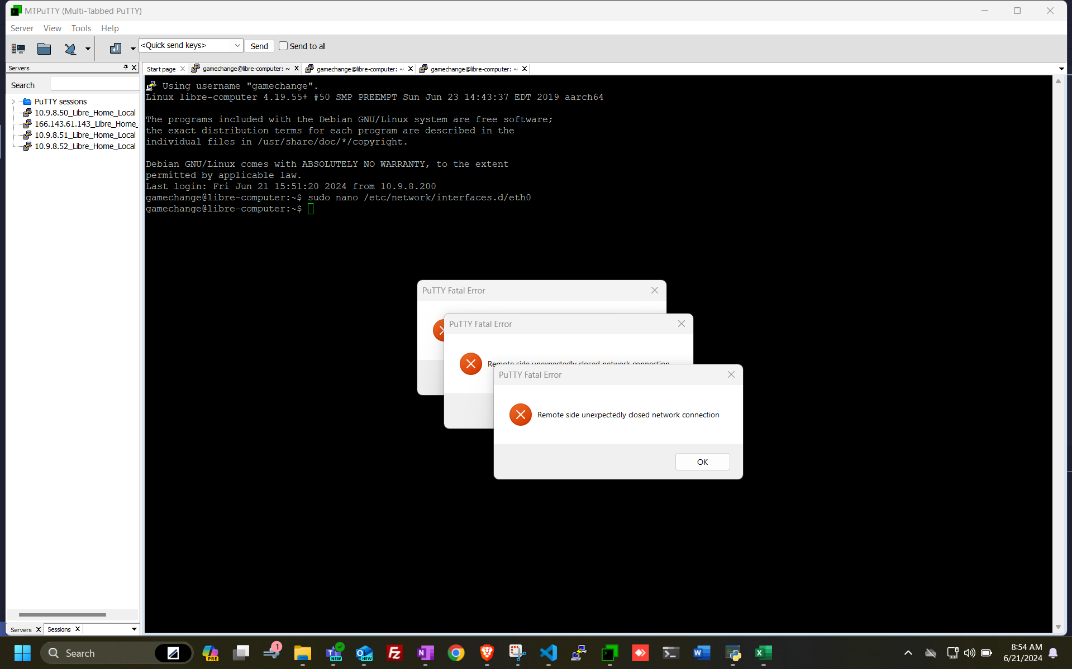 MTPuTTY (Multi-Tabbed PuTTY)
Server View Tools Help
<Quick send keys> Send Send to all
Servers
Start page gamechange@libre-computer: ~ gamechange@libre-computer: ~ gamechange@libre-computer: ~
Search
PuTTY sessions
10.9.8.50_Libre_Home_Local
166.143.61.143_Libre_Home_
10.9.8.51_Libre_Home_Local
10.9.8.52_Libre_Home_Local
Using username "gamechange".
Linux libre-computer 4.19.55+ #50 SMP PREEMPT Sun Jun 23 14:43:37 EDT 2019 aarch64
The programs included with the Debian GNU/Linux system are free software;
the exact distribution terms for each program are described in the
individual files in /usr/share/doc/*/copyright.
Debian GNU/Linux comes with ABSOLUTELY NO WARRANTY, to the extent
permitted by applicable law.
Last login: Fri Jun 21 15:51:20 2024 from 10.9.8.200
gamechange@libre-computer:~$ sudo nano /etc/network/interfaces.d/eth0
gamechange@libre-computer:~$
PuTTY Fatal Error
PuTTY Fatal Error
Remote side unexpectedly closed network connection
PuTTY Fatal Error
Remote side unexpectedly closed network connection
OK
Servers Sessions
Search
8:54 AM
6/21/2024